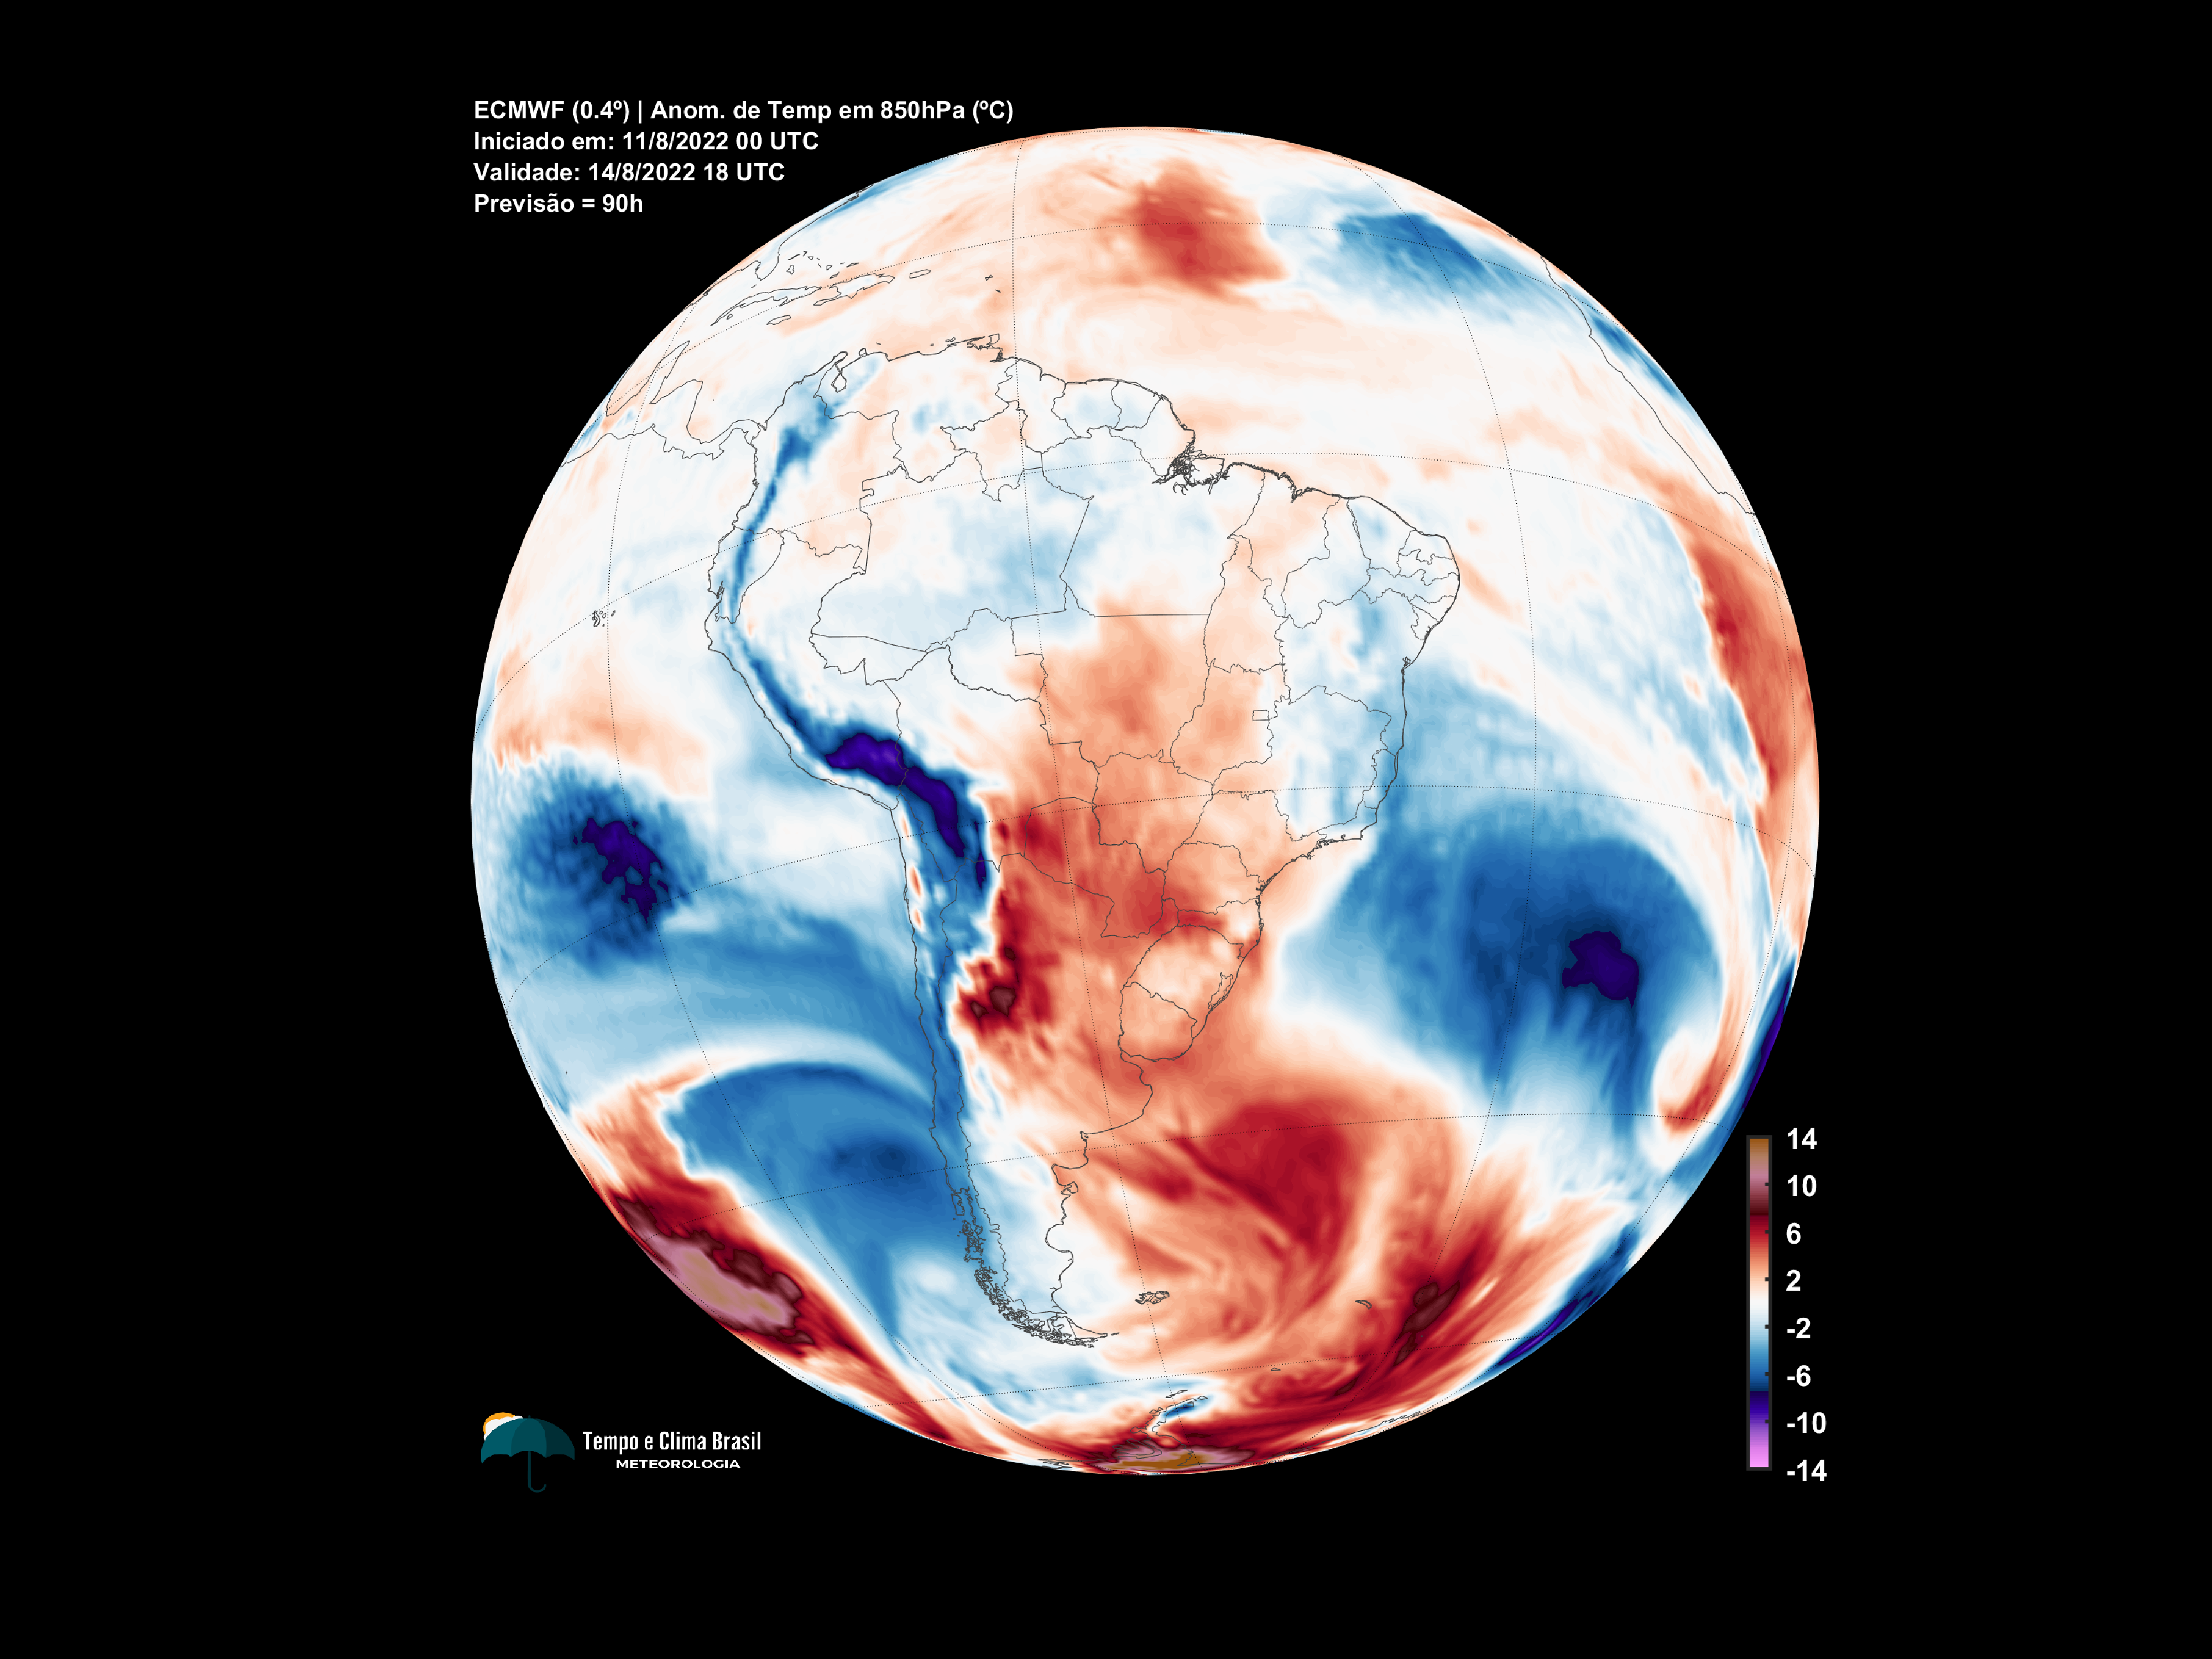 ECMWF (0.4º) | Anom. de Temp em 850hPa (ºC)
Iniciado em: 11/8/2022 00 UTC
Validade: 14/8/2022 18 UTC
Previsão = 90h
14
10
6
2
-2
-6
-10
-14
Tempo e Clima Brasil
METEOROLOGIA